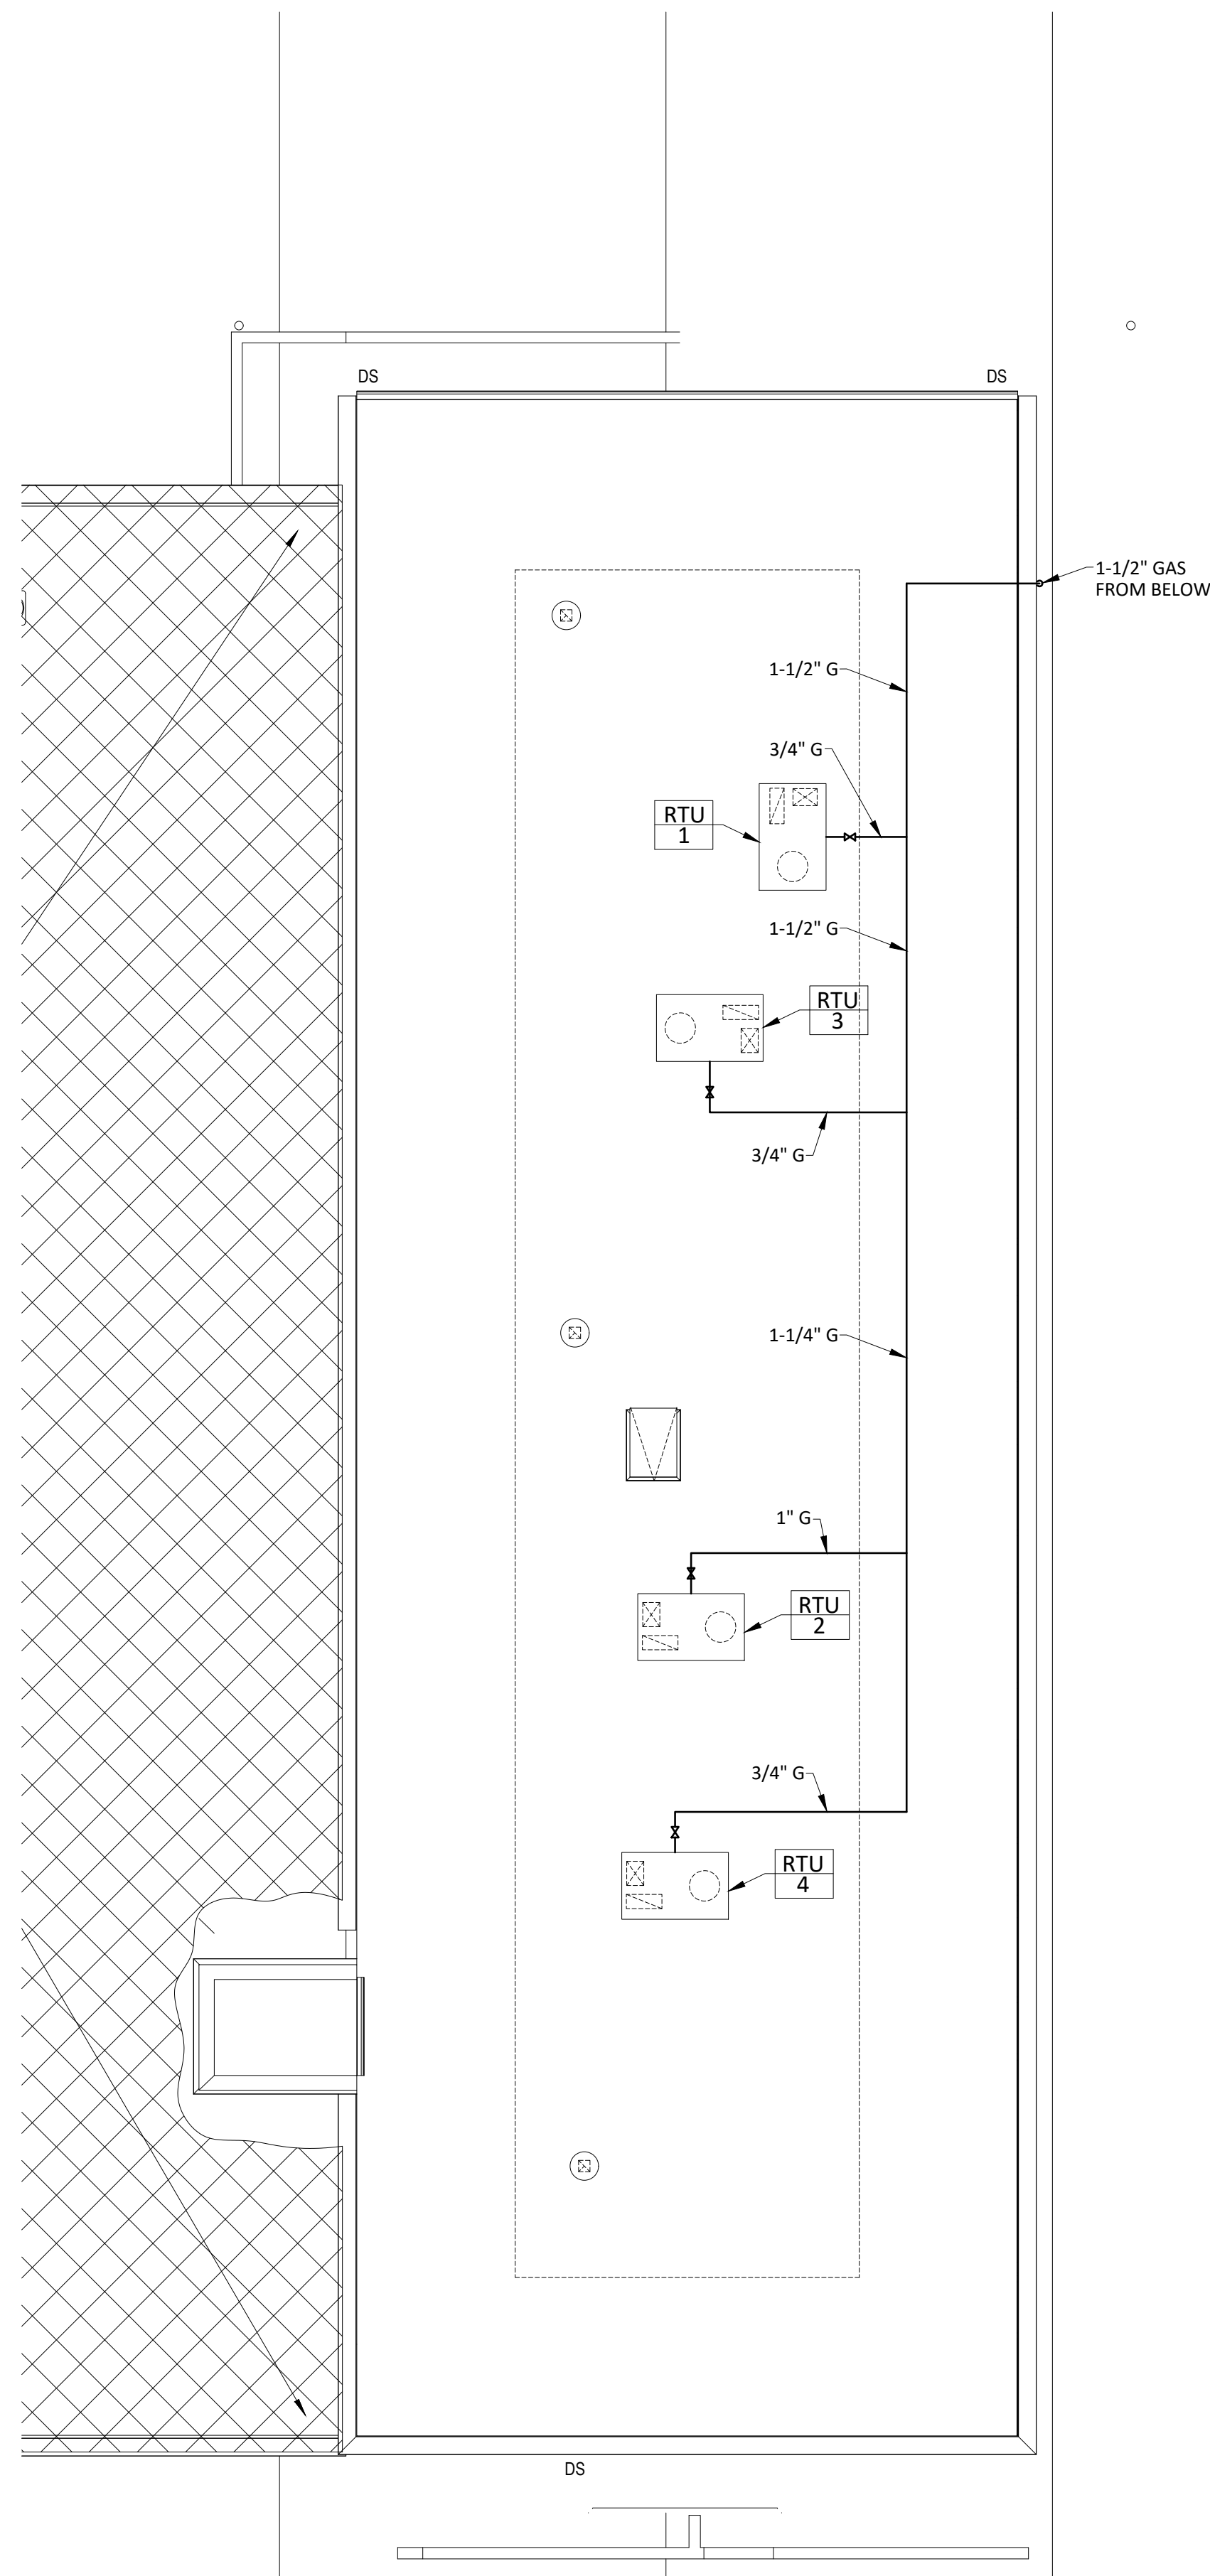 DS
DS
1-1/2" GAS
FROM BELOW
1-1/2" G
3/4" G
RTU
1
1-1/2" G
RTU
3
3/4" G
1-1/4" G
1" G
RTU
2
3/4" G
RTU
4
DS